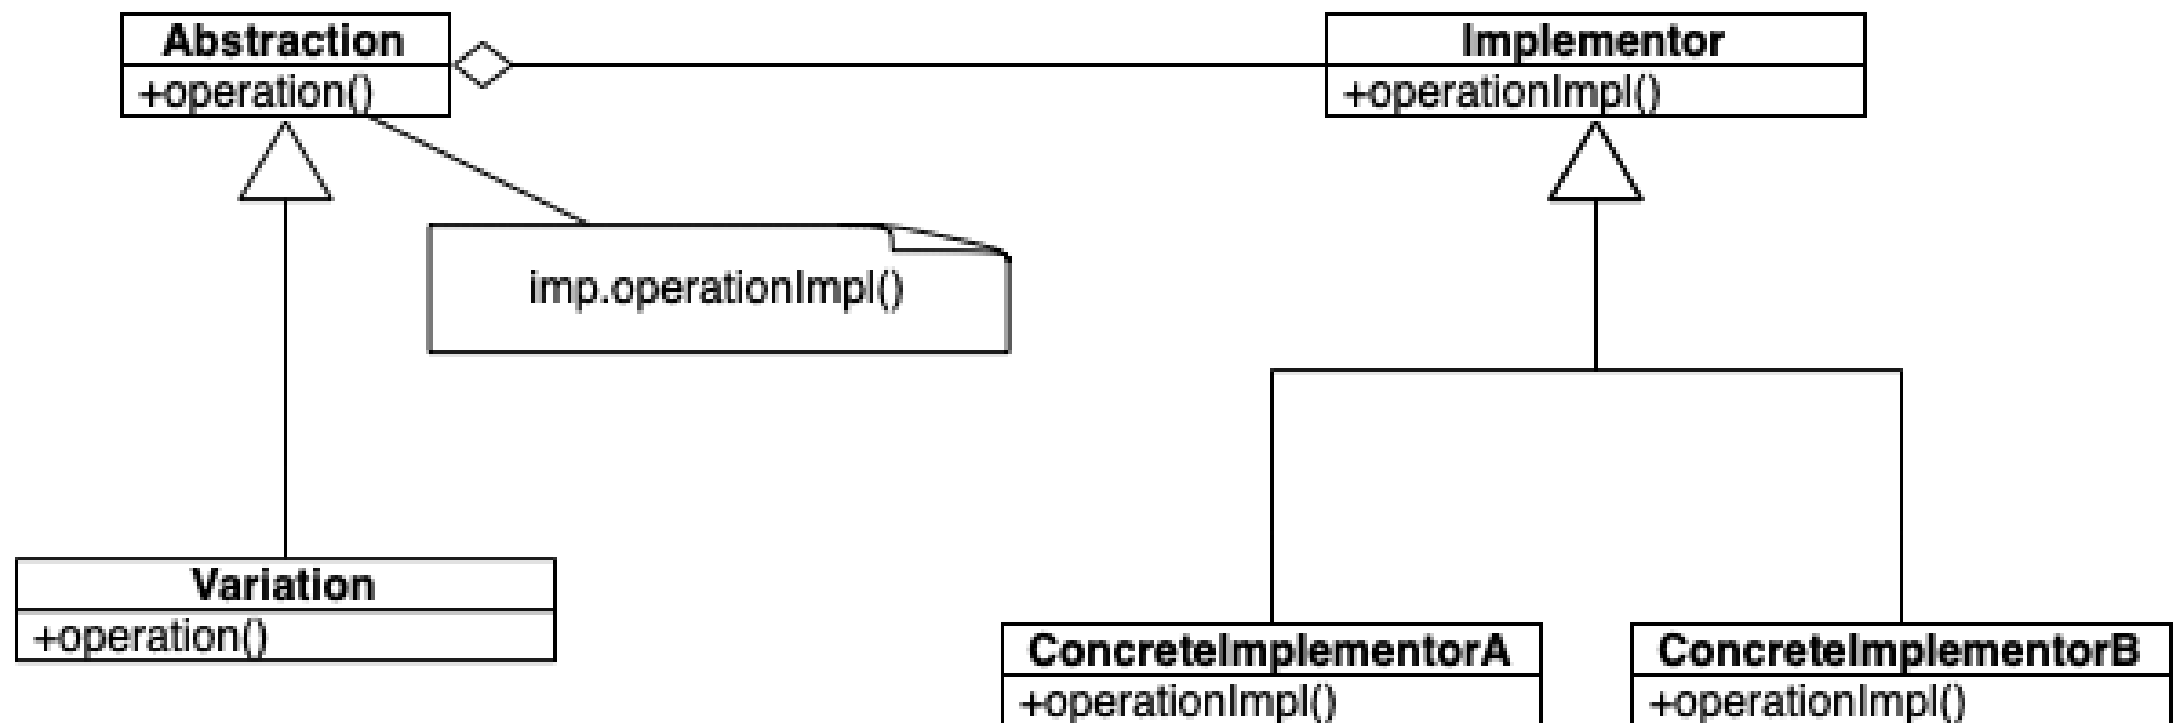 Abstraction
+operation()
Implementor
+operationImpl()
imp.operationImpl()
Variation
+operation()
ConcreteImplementorA
+operationImpl()
ConcreteImplementorB
+operationImpl()